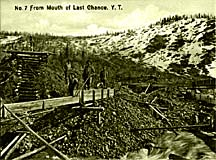 No. 7 From Mouth of Last Chance, Y. T.